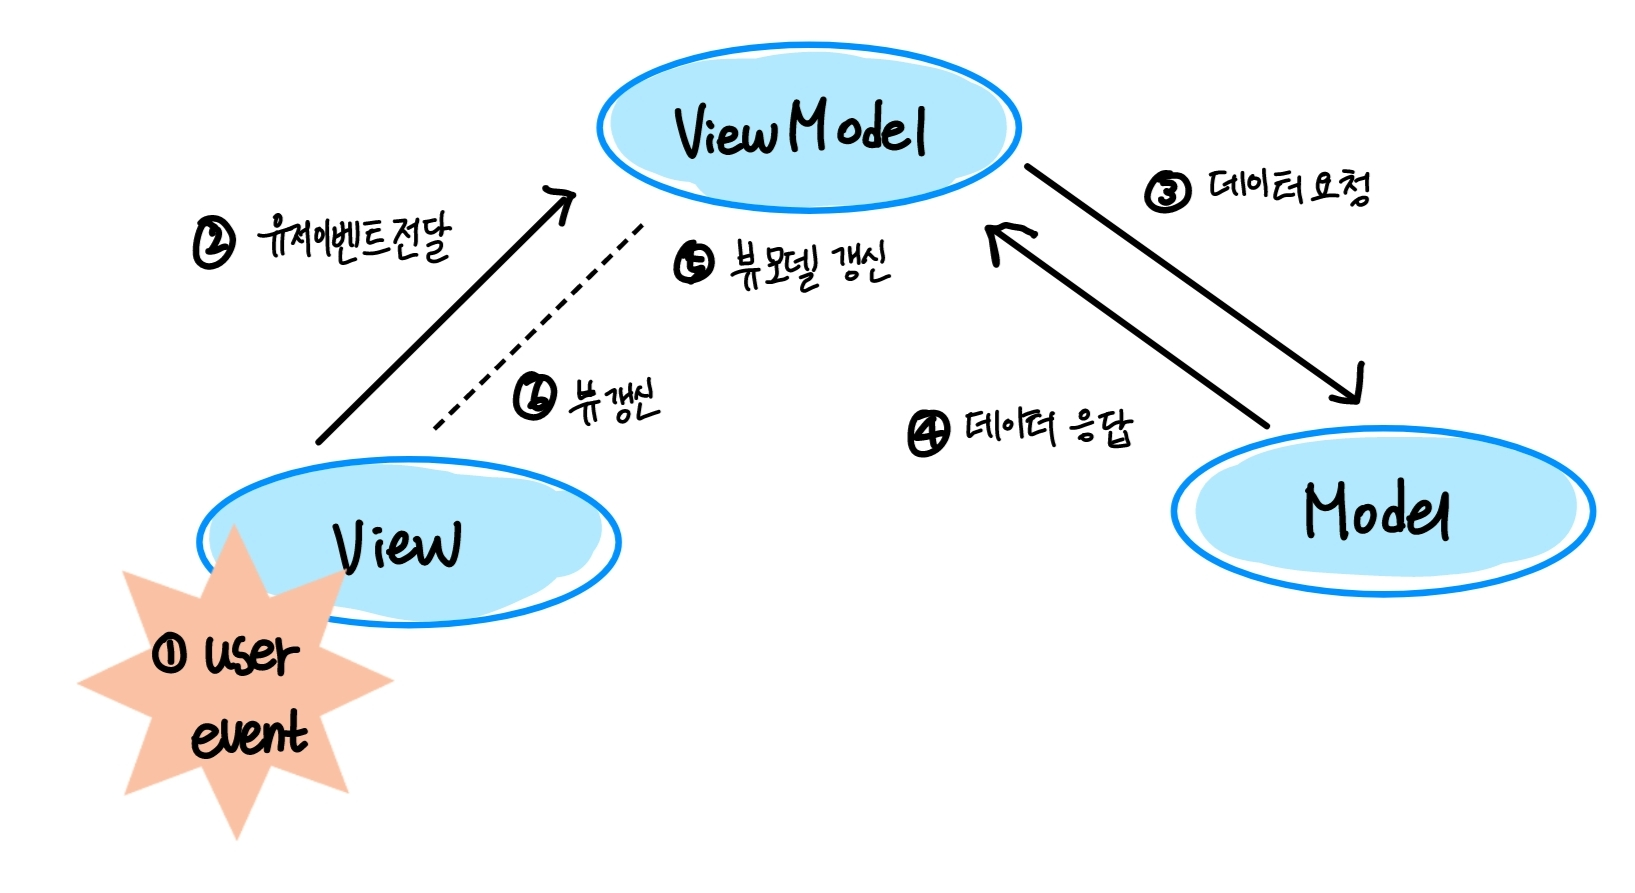 ViewModel
② 유저이벤트전달
③ 데이터 요청
⑤ 뷰모델 갱신
⑥ 뷰갱신
④ 데이터 응답
View
Model
① user
event